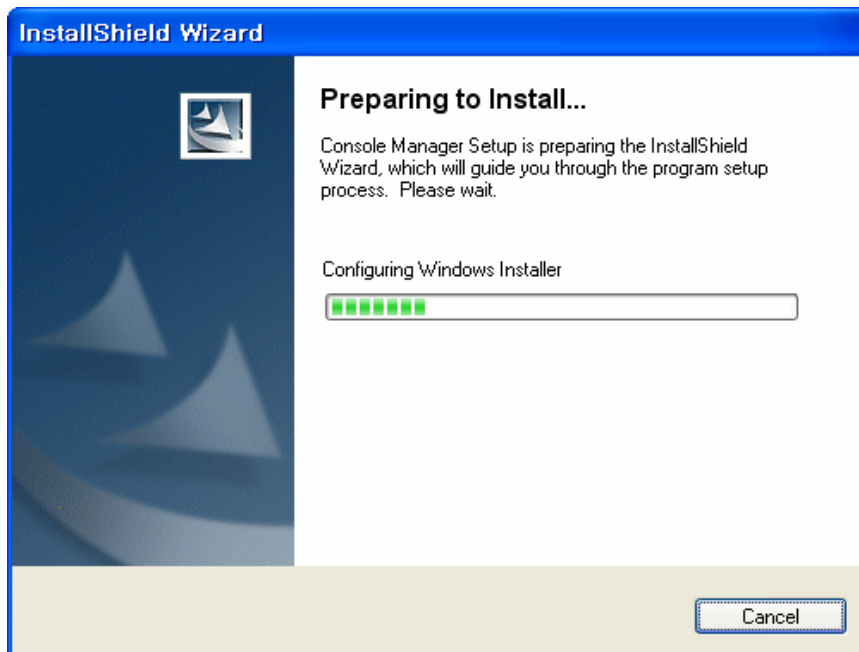 InstallShield Wizard
Preparing to Install...
Console Manager Setup is preparing the InstallShield
Wizard, which will guide you through the program setup
process. Please wait.
Configuring Windows Installer
Cancel